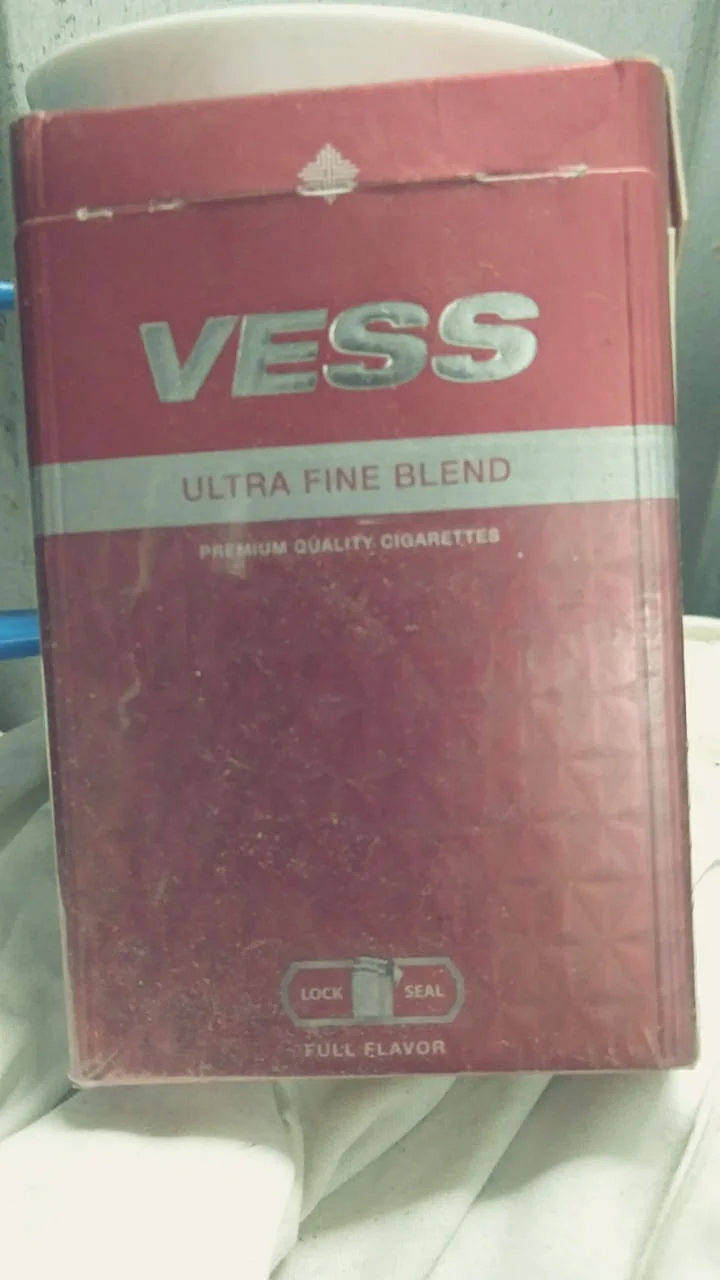 VESS
ULTRA FINE BLEND
PREMIUM QUALITY CIGARETTES
LOCK SEAL
FULL FLAVOR